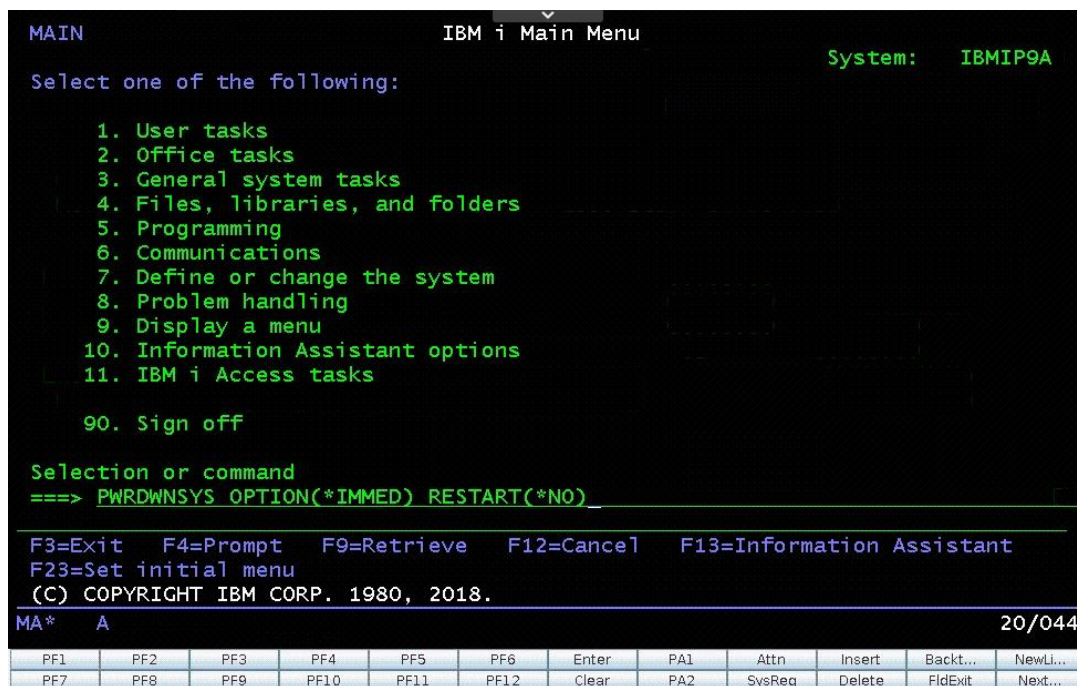 MAIN IBM i Main Menu
System: IBMIP9A
Select one of the following:
1. User tasks
2. Office tasks
3. General system tasks
4. Files, libraries, and folders
5. Programming
6. Communications
7. Define or change the system
8. Problem handling
9. Display a menu
10. Information Assistant options
11. IBM i Access tasks
90. Sign off
Selection or command
===> PWRDWNSYS OPTION(*IMMED) RESTART(*NO)_
F3=Exit F4=Prompt F9=Retrieve F12=Cancel F13=Information Assistant
F23=Set initial menu
(C) COPYRIGHT IBM CORP. 1980, 2018.
MA* A 20/044
PF1 PF2 PF3 PF4 PF5 PF6 Enter PA1 Attn Insert Backt... NewLi...
PF7 PF8 PF9 PF10 PF11 PF12 Clear PA2 SysReq Delete FldExit Next...